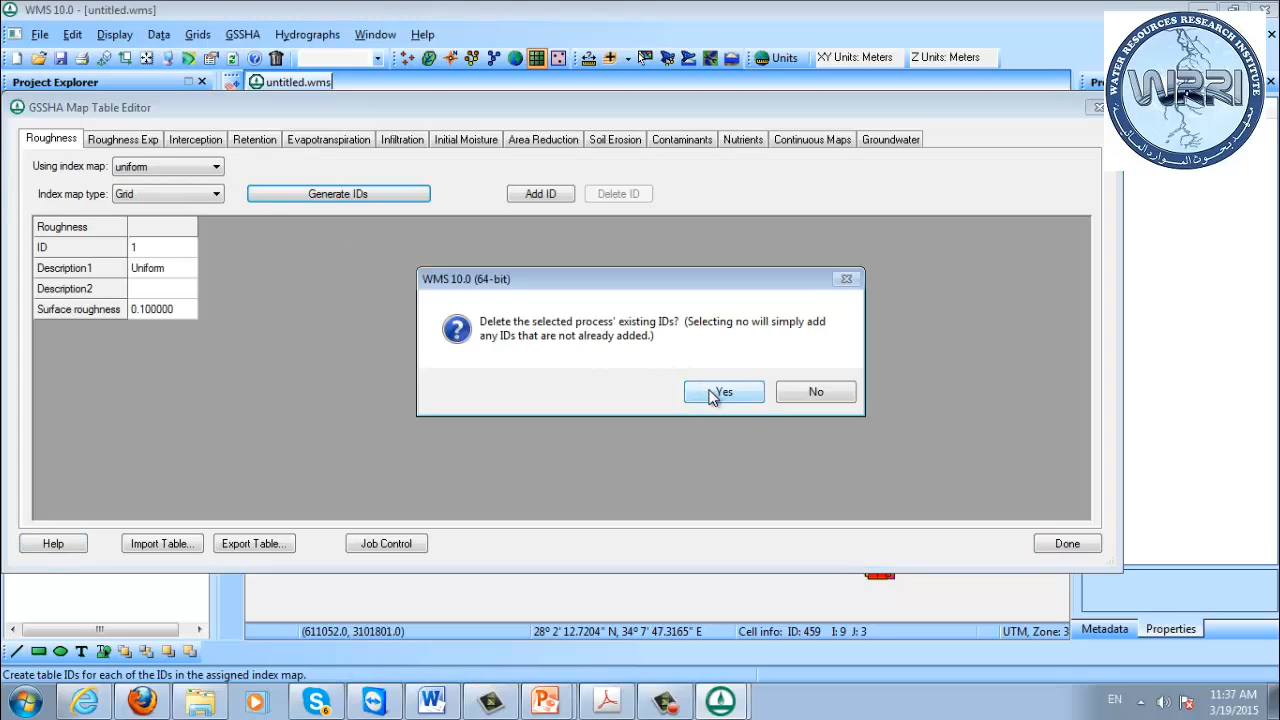 WMS 10.0 - [untitled.wms]
File Edit Display Data Grids GSSHA Hydrographs Window Help
Units XY Units: Meters Z Units: Meters
Project Explorer untitled.wms
GSSHA Map Table Editor
Roughness Roughness Exp Interception Retention Evapotranspiration Infiltration Initial Moisture Area Reduction Soil Erosion Contaminants Nutrients Continuous Maps Groundwater
Using index map: uniform
Index map type: Grid Generate IDs Add ID Delete ID
Roughness
ID 1
Description1 Uniform
Description2
Surface roughness 0.100000
WMS 10.0 (64-bit)
Delete the selected process' existing IDs? (Selecting no will simply add
any IDs that are not already added.)
Yes No
Help Import Table... Export Table... Job Control Done
(611052.0, 3101801.0) 28º 2' 12.7204" N, 34º 7' 47.3165" E Cell info: ID: 459 I: 9 J: 3 UTM, Zone: 3
Metadata Properties
Create table IDs for each of the IDs in the assigned index map.
EN 11:37 AM
3/19/2015
WATER RESOURCES RESEARCH INSTITUTE
WRRI
معهد بحوث الموارد المائية